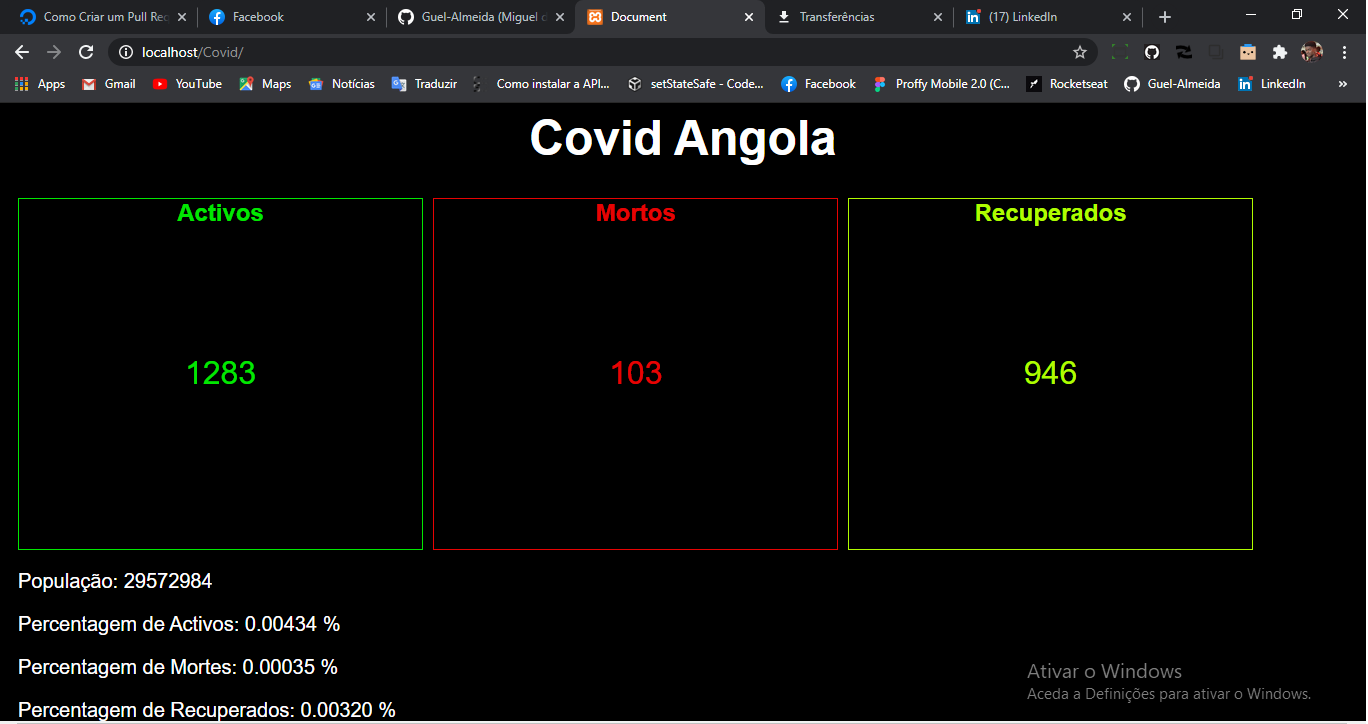 Como Criar um Pull Req
Facebook
Guel-Almeida (Miguel d
Document
Transferências
(17) LinkedIn
localhost/Covid/
Apps
Gmail
YouTube
Maps
Notícias
Traduzir
Como instalar a API...
setStateSafe - Code...
Facebook
Proffy Mobile 2.0 (C...
Rocketseat
Guel-Almeida
LinkedIn
»
Covid Angola
Activos
Mortos
Recuperados
1283
103
946
População: 29572984
Percentagem de Activos: 0.00434 %
Percentagem de Mortes: 0.00035 %
Percentagem de Recuperados: 0.00320 %
Ativar o Windows
Aceda a Definições para ativar o Windows.